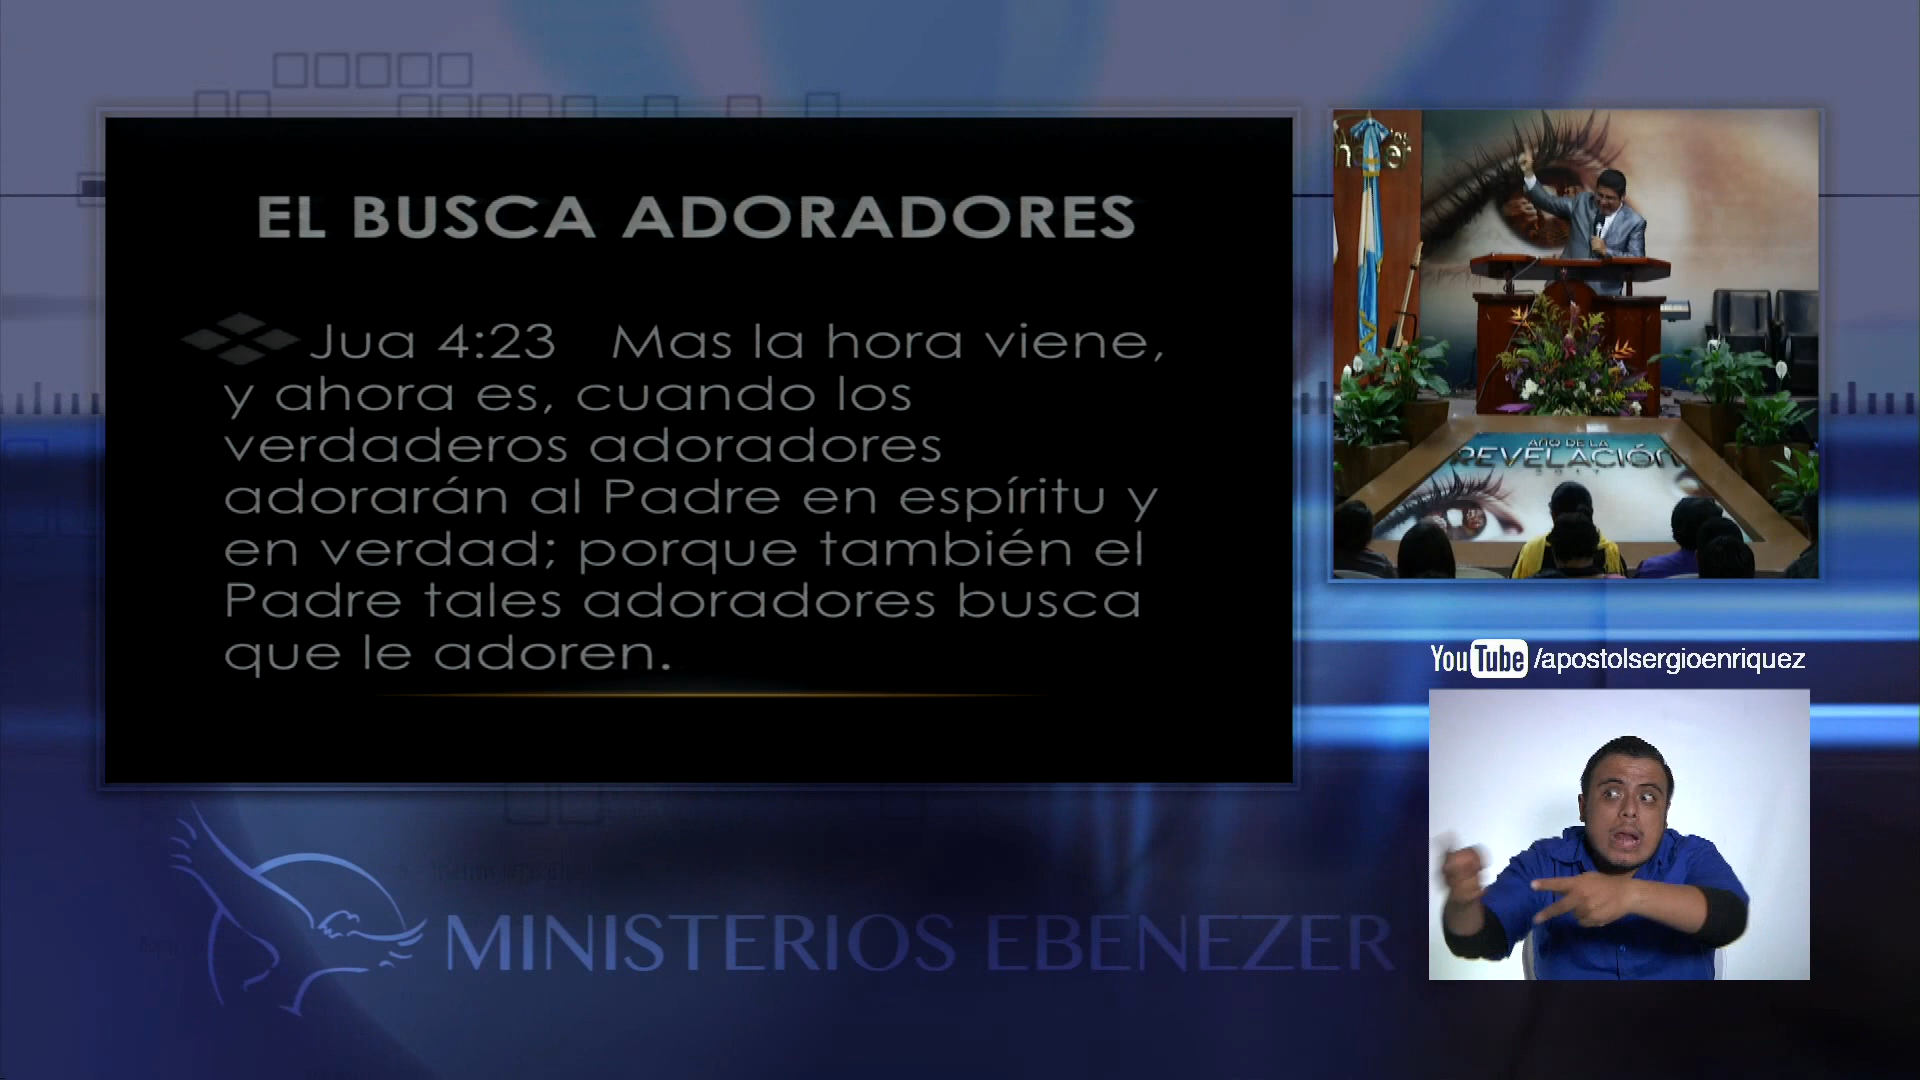 EL BUSCA ADORADORES
Jua 4:23 Mas la hora viene,
y ahora es, cuando los
verdaderos adoradores
adorarán al Padre en espíritu y
en verdad; porque también el
Padre tales adoradores busca
que le adoren.
AÑO DE LA
REVELACIÓN
YouTube /apostolsergioenriquez
MINISTERIOS EBENEZER